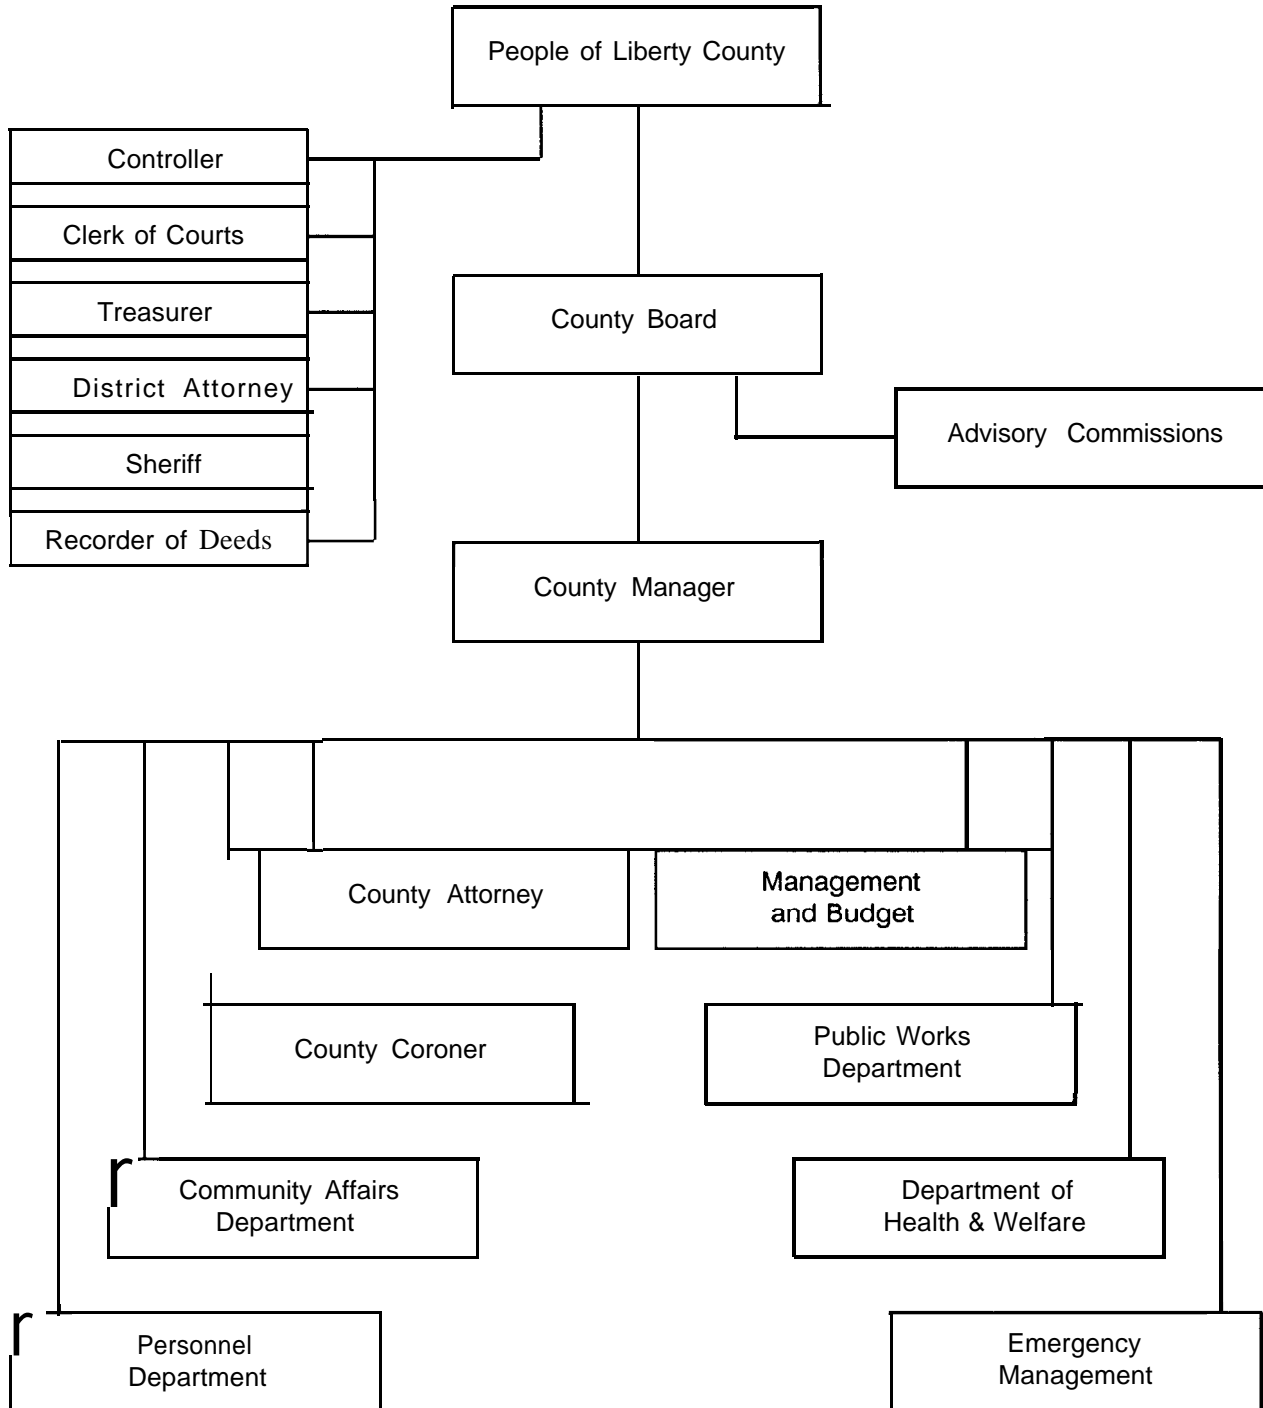 People of Liberty County
Controller
Clerk of Courts
Treasurer
District Attorney
Sheriff
Recorder of Deeds
County Board
Advisory Commissions
County Manager
County Attorney
Management
and Budget
County Coroner
Public Works
Department
Community Affairs
Department
Department of
Health & Welfare
Personnel
Department
Emergency
Management